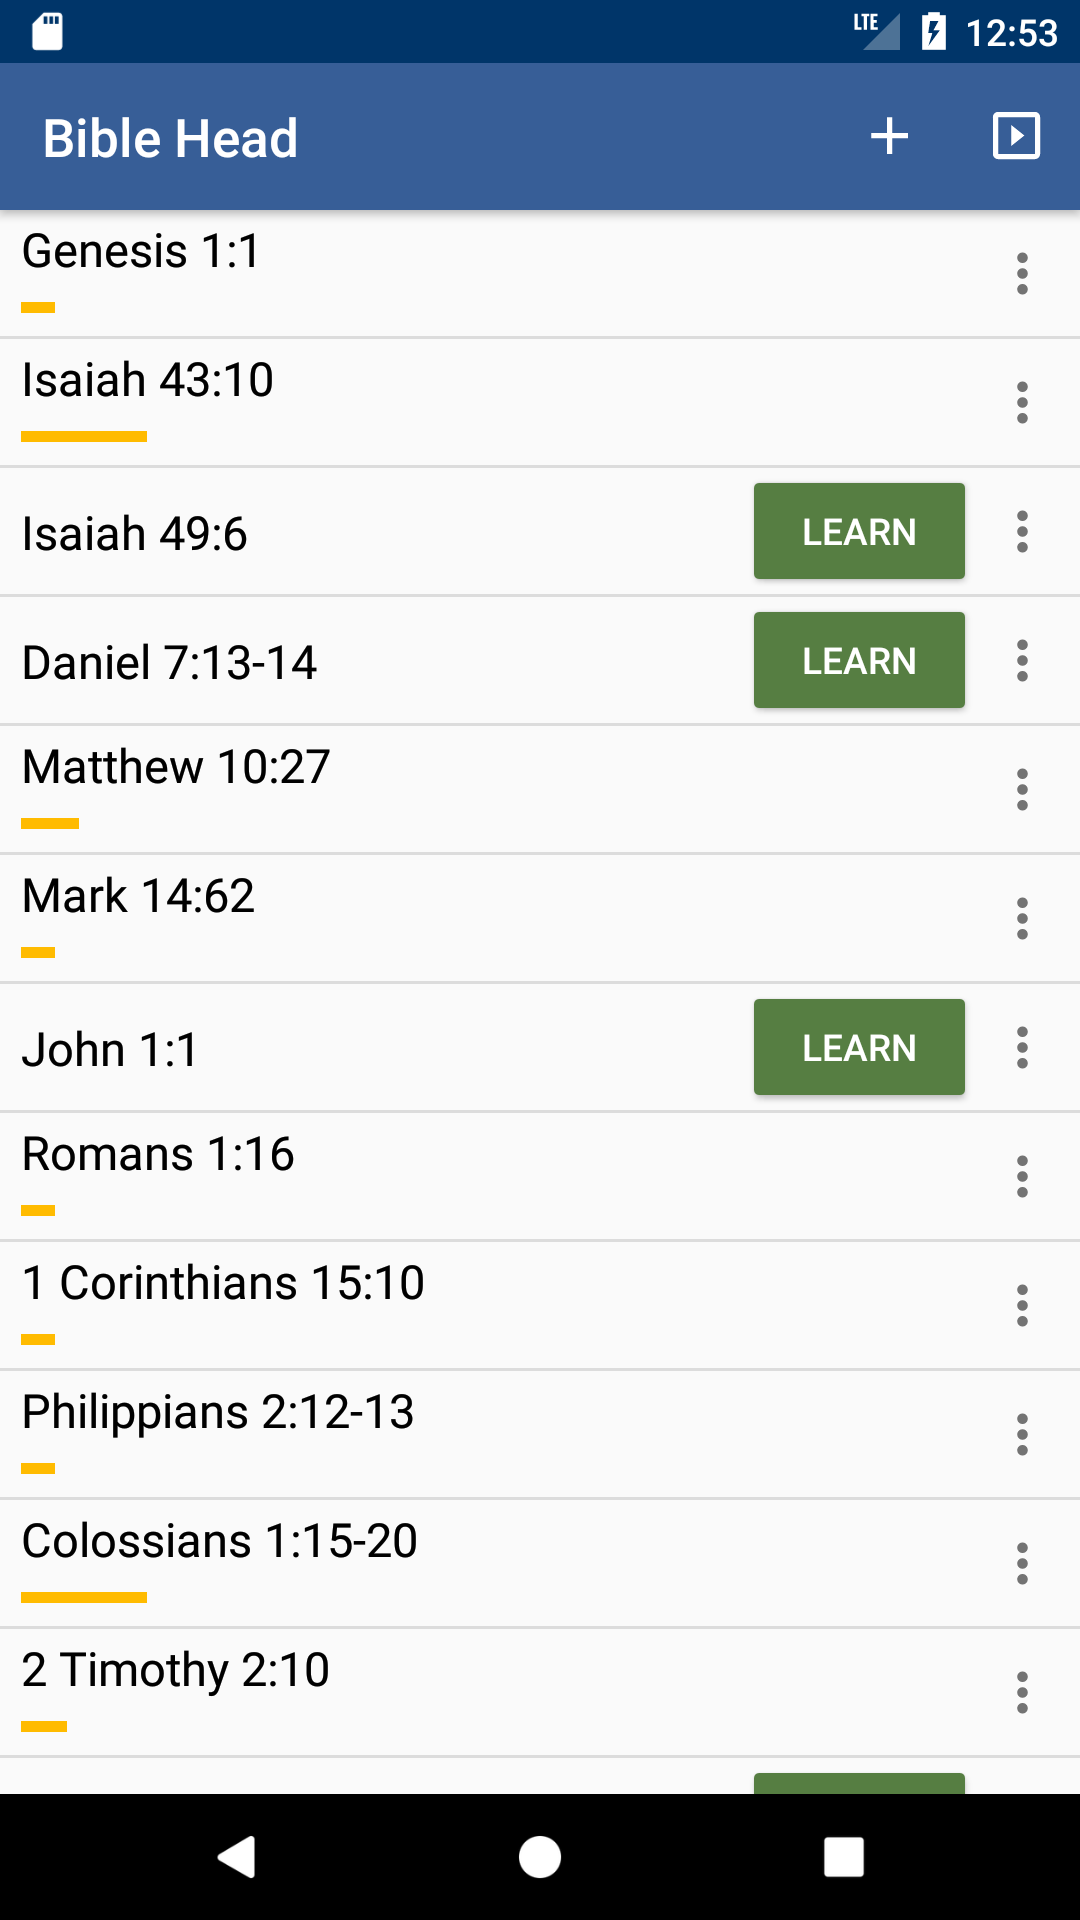 LTE 12:53
Bible Head
Genesis 1:1
Isaiah 43:10
Isaiah 49:6 LEARN
Daniel 7:13-14 LEARN
Matthew 10:27
Mark 14:62
John 1:1 LEARN
Romans 1:16
1 Corinthians 15:10
Philippians 2:12-13
Colossians 1:15-20
2 Timothy 2:10